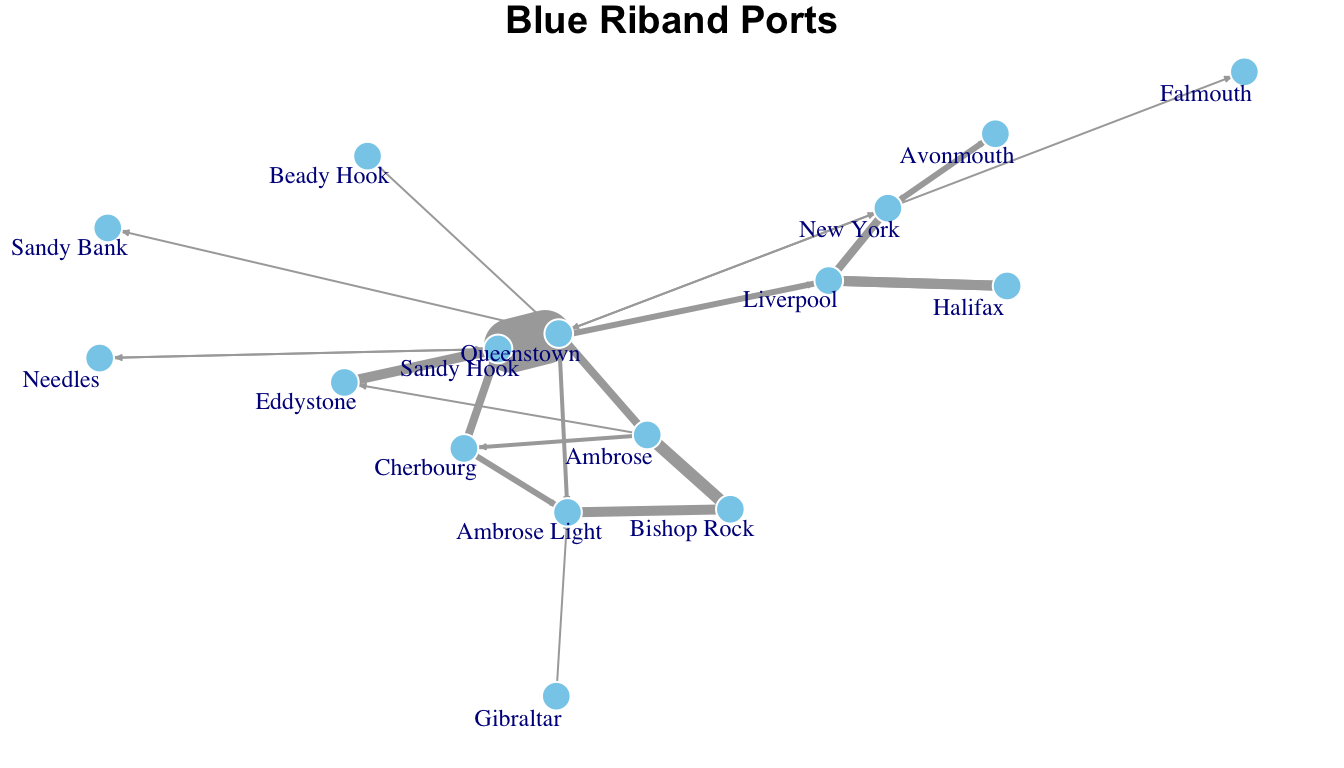 Blue Riband Ports
Falmouth
Avonmouth
Beady Hook
New York
Sandy Bank
Liverpool
Halifax
Queenstown
Sandy Hook
Needles
Eddystone
Ambrose
Cherbourg
Ambrose Light
Bishop Rock
Gibraltar